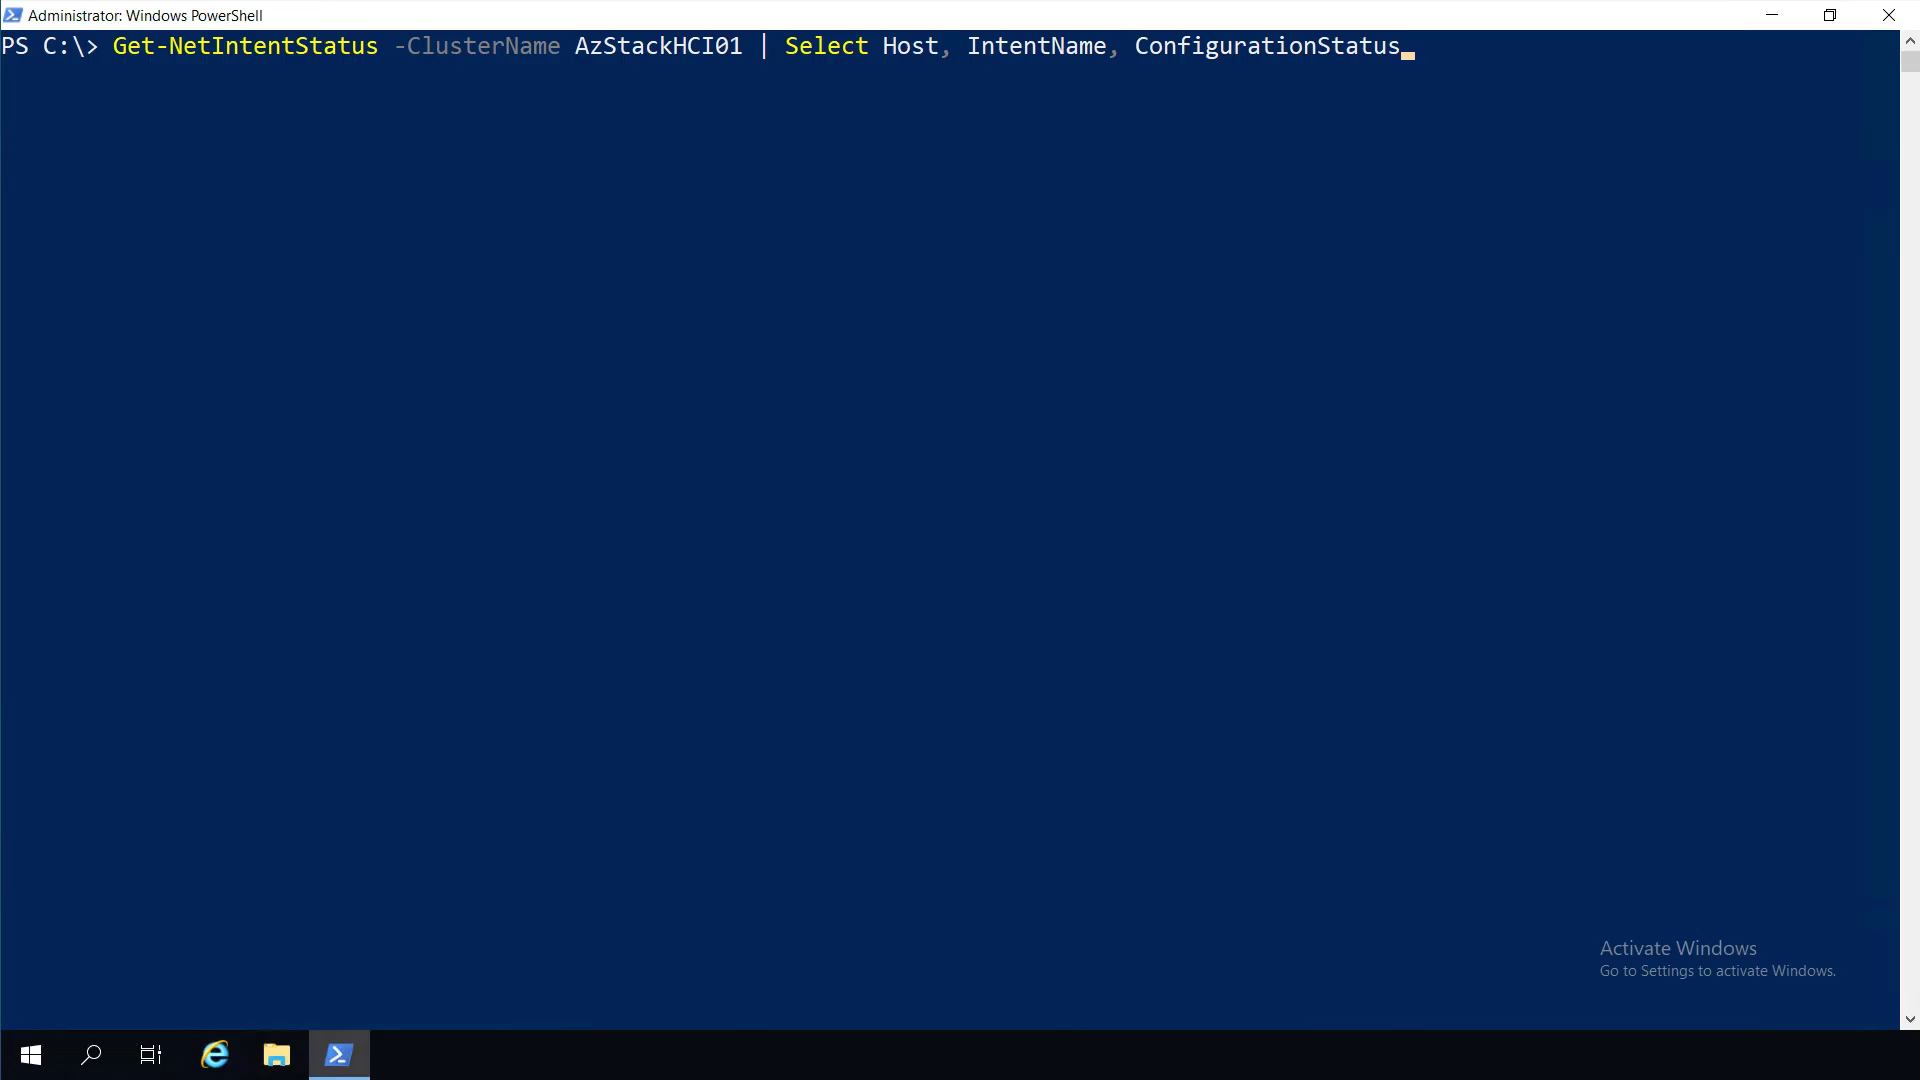 Administrator: Windows PowerShell
PS C:\> Get-NetIntentStatus -ClusterName AzStackHCI01 | Select Host, IntentName, ConfigurationStatus
Activate Windows
Go to Settings to activate Windows.